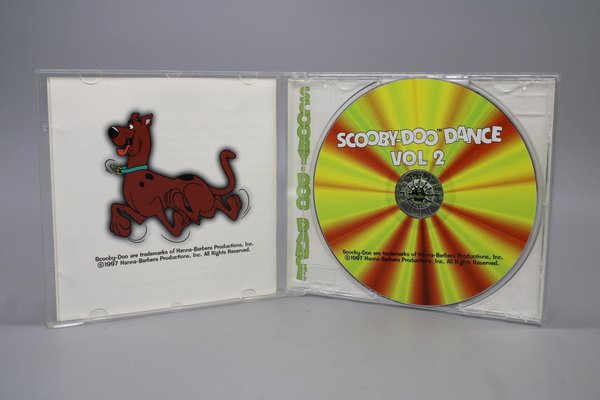 Scooby-Doo are trademarks of Hanna-Barbera Productions, Inc.
©1997 Hanna-Barbera Productions, Inc. All Rights Reserved.
SCOOBY-DOO DANCE
SCOOBY-DOO™ DANCE
VOL 2
Scooby-Doo are trademarks of Hanna-Barbera Productions, Inc.
©1997 Hanna-Barbera Productions, Inc. All Rights Reserved.